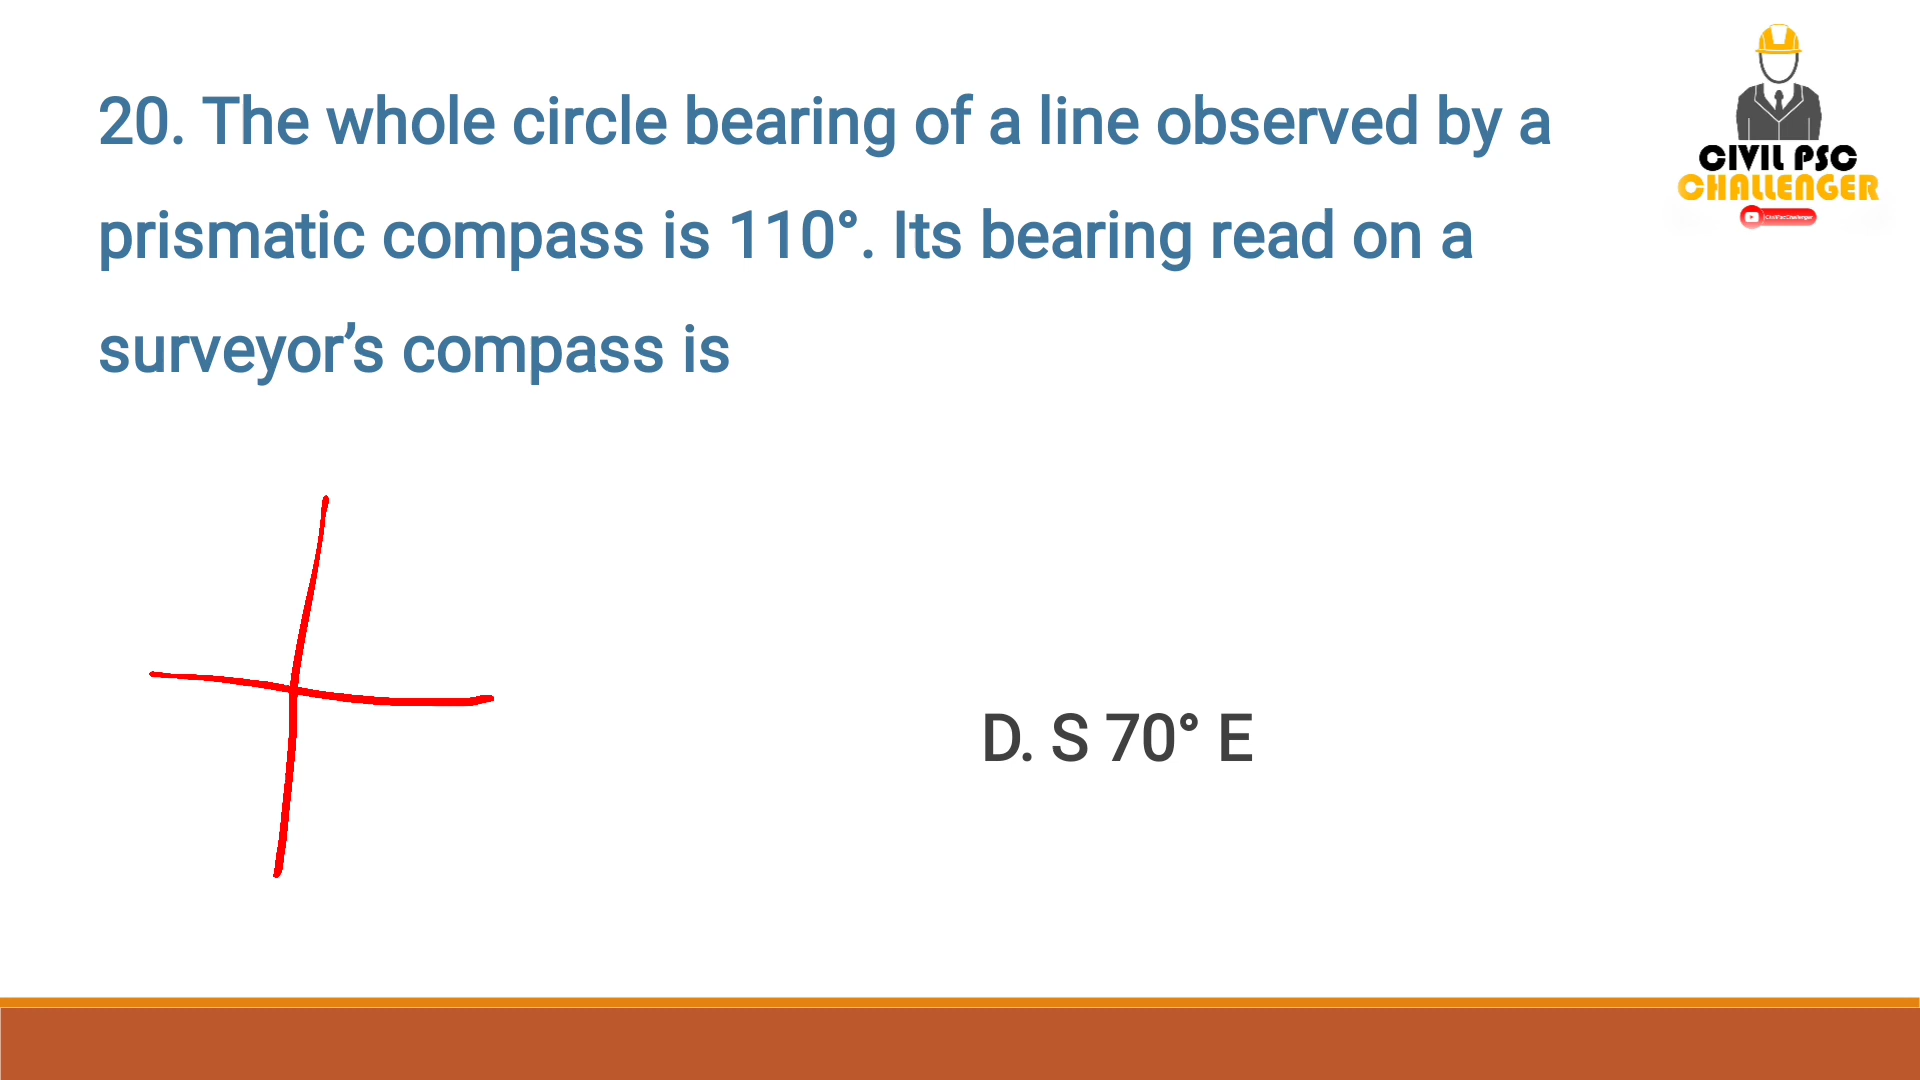 20. The whole circle bearing of a line observed by a
prismatic compass is 110°. Its bearing read on a
surveyor’s compass is
D. S 70° E
CIVIL PSC
CHALLENGER